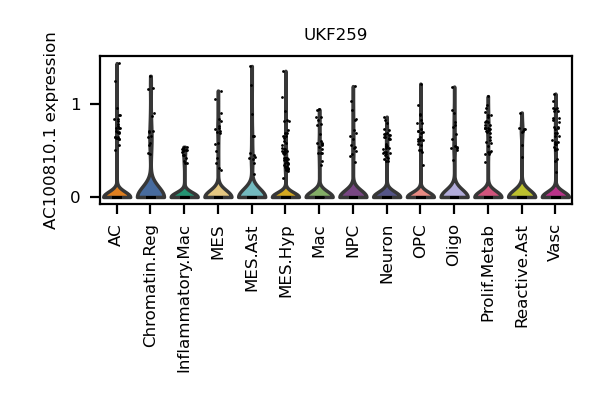 UKF259
AC100810.1 expression
1
0
AC
Chromatin.Reg
Inflammatory.Mac
MES
MES.Ast
MES.Hyp
Mac
NPC
Neuron
OPC
Oligo
Prolif.Metab
Reactive.Ast
Vasc